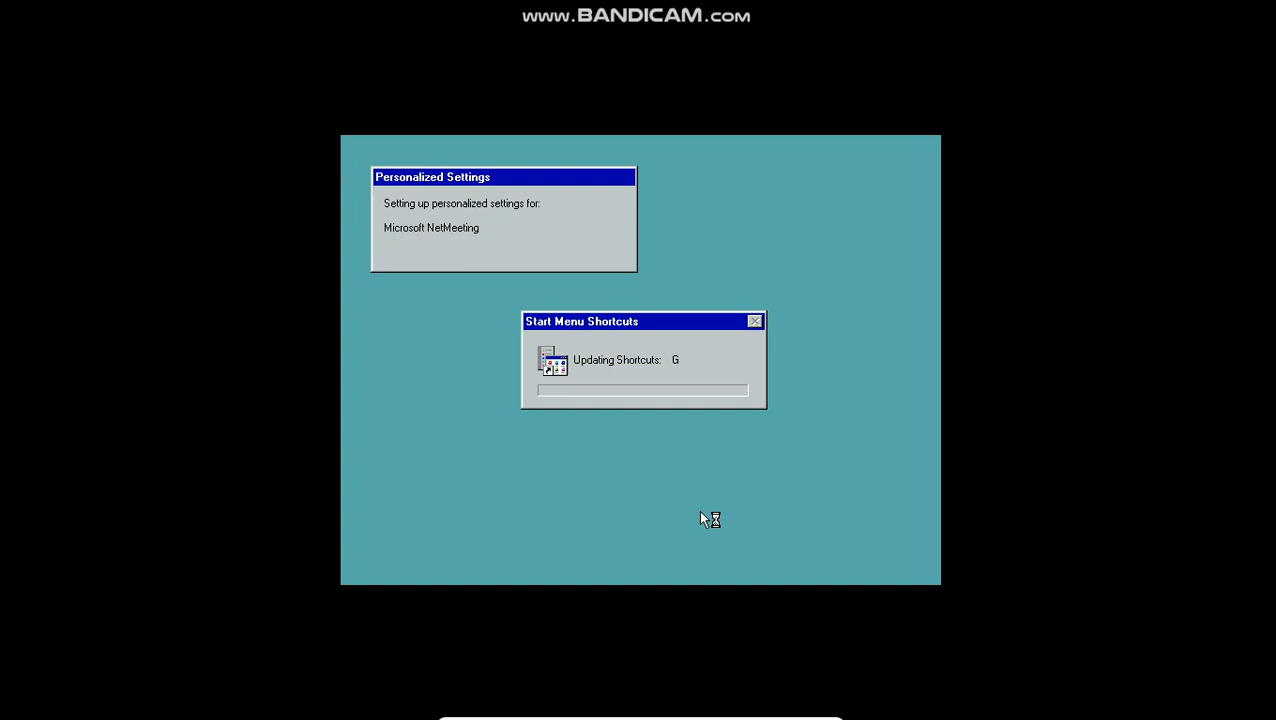 www.BANDICAM.com
Personalized Settings
Setting up personalized settings for:
Microsoft NetMeeting
Start Menu Shortcuts
Updating Shortcuts: G